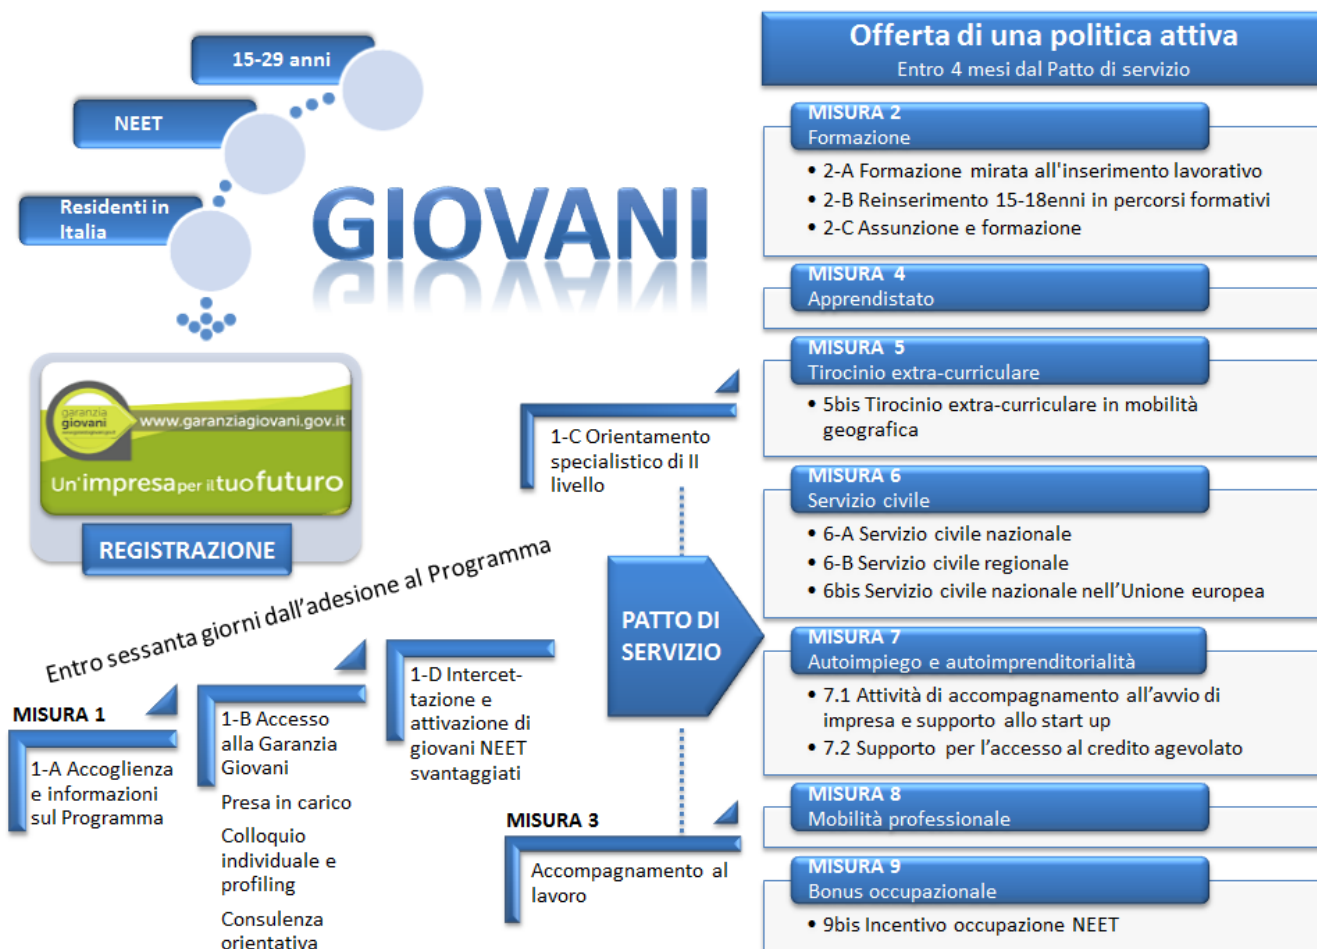 15-29 anni
NEET
Residenti in
Italia
GIOVANI
garanzia
giovani
www.garanziagiovani.gov.it
Un'impresa per il tuo futuro
REGISTRAZIONE
Entro sessanta giorni dall'adesione al Programma
MISURA 1
1-A Accoglienza
e informazioni
sul Programma
1-B Accesso
alla Garanzia
Giovani
Presa in carico
Colloquio
individuale e
profiling
Consulenza
orientativa
1-D Intercet-
tazione e
attivazione di
giovani NEET
svantaggiati
1-C Orientamento
specialistico di II
livello
PATTO DI
SERVIZIO
MISURA 3
Accompagnamento al
lavoro
Offerta di una politica attiva
Entro 4 mesi dal Patto di servizio
MISURA 2
Formazione
• 2-A Formazione mirata all'inserimento lavorativo
• 2-B Reinserimento 15-18enni in percorsi formativi
• 2-C Assunzione e formazione
MISURA 4
Apprendistato
MISURA 5
Tirocinio extra-curriculare
• 5bis Tirocinio extra-curriculare in mobilità
geografica
MISURA 6
Servizio civile
• 6-A Servizio civile nazionale
• 6-B Servizio civile regionale
• 6bis Servizio civile nazionale nell'Unione europea
MISURA 7
Autoimpiego e autoimprenditorialità
• 7.1 Attività di accompagnamento all'avvio di
impresa e supporto allo start up
• 7.2 Supporto per l'accesso al credito agevolato
MISURA 8
Mobilità professionale
MISURA 9
Bonus occupazionale
• 9bis Incentivo occupazione NEET